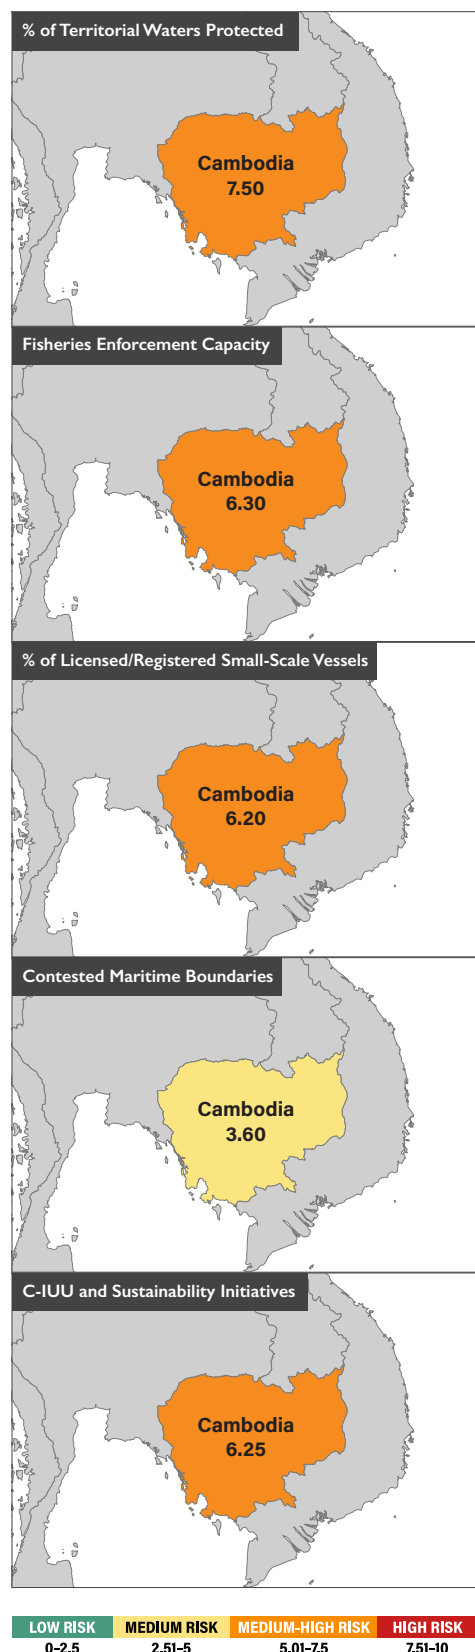 % of Territorial Waters Protected
Cambodia
7.50
Fisheries Enforcement Capacity
Cambodia
6.30
% of Licensed/Registered Small-Scale Vessels
Cambodia
6.20
Contested Maritime Boundaries
Cambodia
3.60
C-IUU and Sustainability Initiatives
Cambodia
6.25
LOW RISK MEDIUM RISK MEDIUM-HIGH RISK HIGH RISK
0–2.5 2.51–5 5.01–7.5 7.51–10